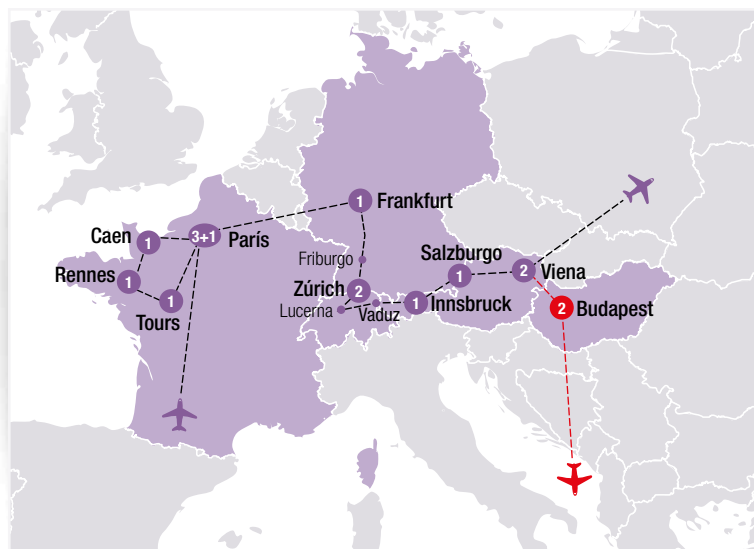 1
Frankfurt
Caen
1
3+1
París
Friburgo
Salzburgo
1
2
Viena
Rennes
1
Zúrich
2
1
Tours
Lucerna
Vaduz
1
Innsbruck
2
Budapest